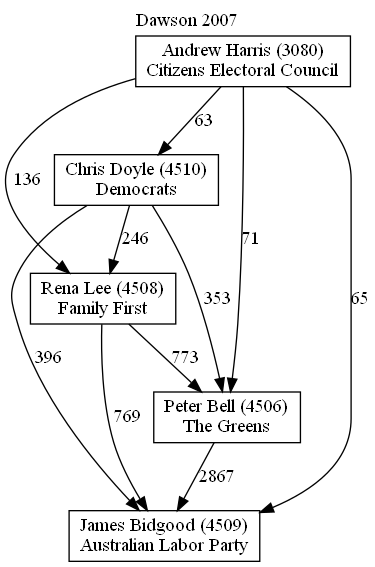 Dawson 2007
Andrew Harris (3080)
Citizens Electoral Council
63
Chris Doyle (4510)
Democrats
136
246
71
Rena Lee (4508)
Family First
353
65
396
773
769
Peter Bell (4506)
The Greens
2867
James Bidgood (4509)
Australian Labor Party